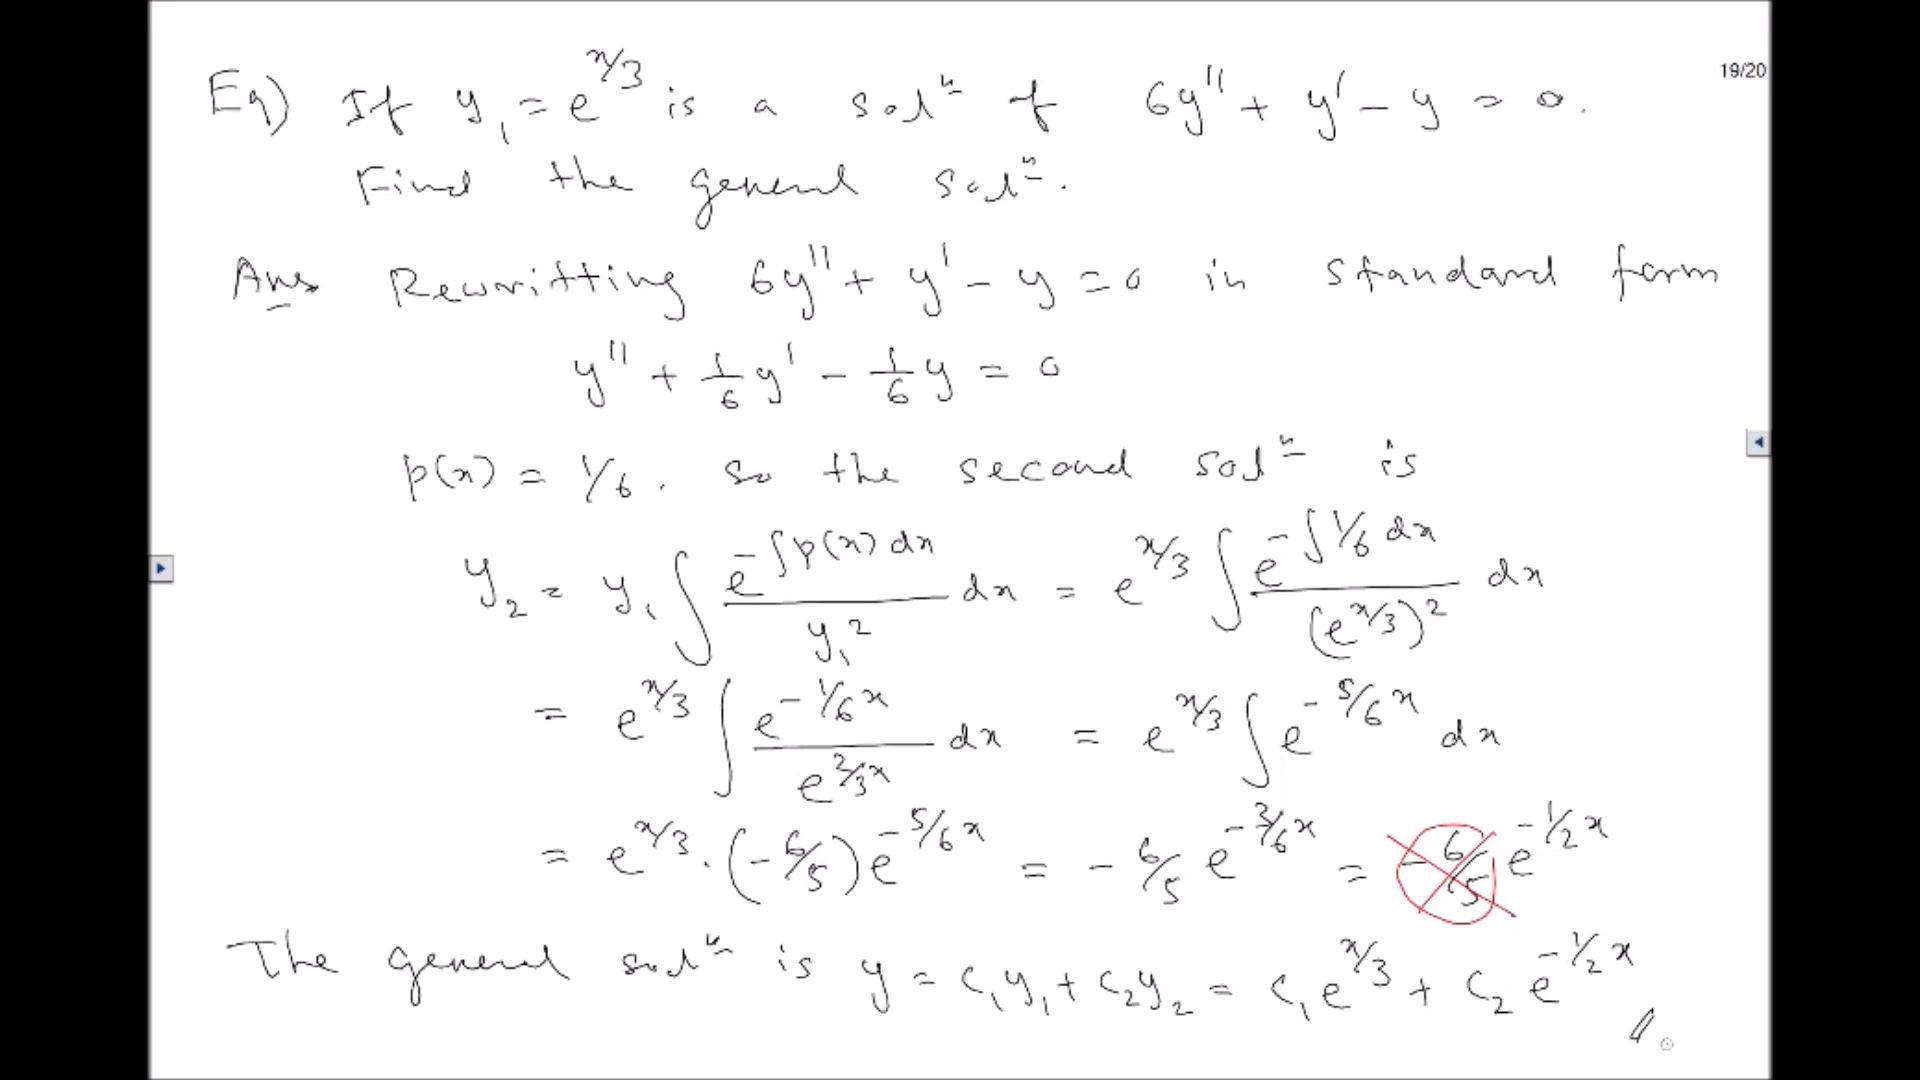 19/20
Eg) If y₁ = e^{x/3} is a solⁿ of 6y'' + y' - y = 0.
Find the general solⁿ.
Ans Rewritting 6y'' + y' - y = 0 in standard form
y'' + 1/6 y' - 1/6 y = 0
p(x) = 1/6. So the second solⁿ is
y₂ = y₁ ∫ e^{-∫p(x)dx} / y₁² dx = e^{x/3} ∫ e^{-∫1/6 dx} / (e^{x/3})² dx
= e^{x/3} ∫ e^{-1/6 x} / e^{2/3 x} dx = e^{x/3} ∫ e^{-5/6 x} dx
= e^{x/3} · (-6/5) e^{-5/6 x} = -6/5 e^{-3/6 x} = -6/5 e^{-1/2 x}
The general solⁿ is y = c₁y₁ + c₂y₂ = c₁ e^{x/3} + c₂ e^{-1/2 x}